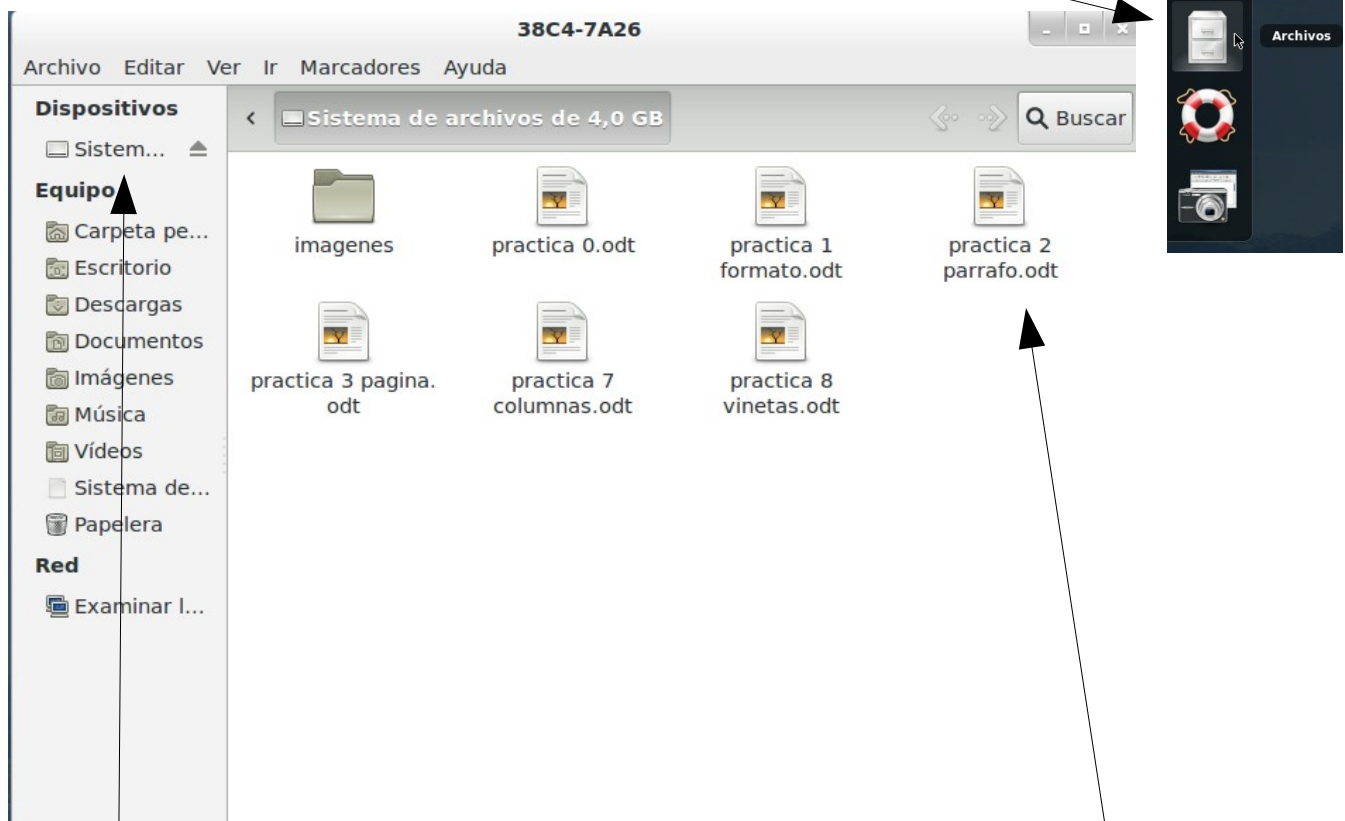 38C4-7A26
Archivos
Archivo Editar Ver Ir Marcadores Ayuda
Dispositivos
Sistem...
Equipo
Carpeta pe...
Escritorio
Descargas
Documentos
Imágenes
Música
Vídeos
Sistema de...
Papelera
Red
Examinar l...
Sistema de archivos de 4,0 GB
Buscar
imagenes
practica 0.odt
practica 1
formato.odt
practica 2
parrafo.odt
practica 3 pagina.
odt
practica 7
columnas.odt
practica 8
vinetas.odt